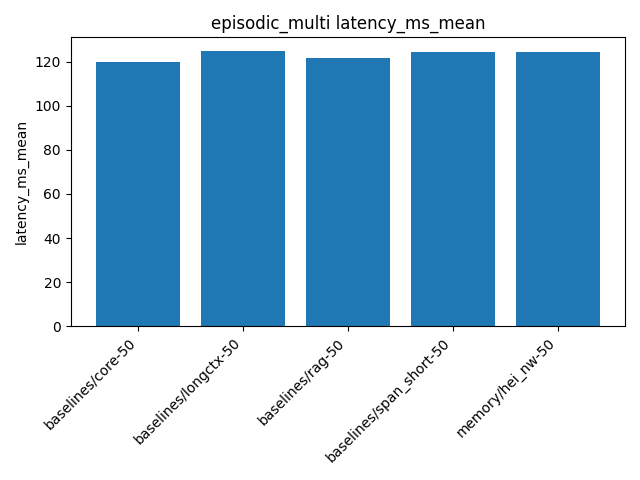 episodic_multi latency_ms_mean
latency_ms_mean
120
100
80
60
40
20
0
baselines/core-50
baselines/longctx-50
baselines/rag-50
baselines/span_short-50
memory/hei_nw-50